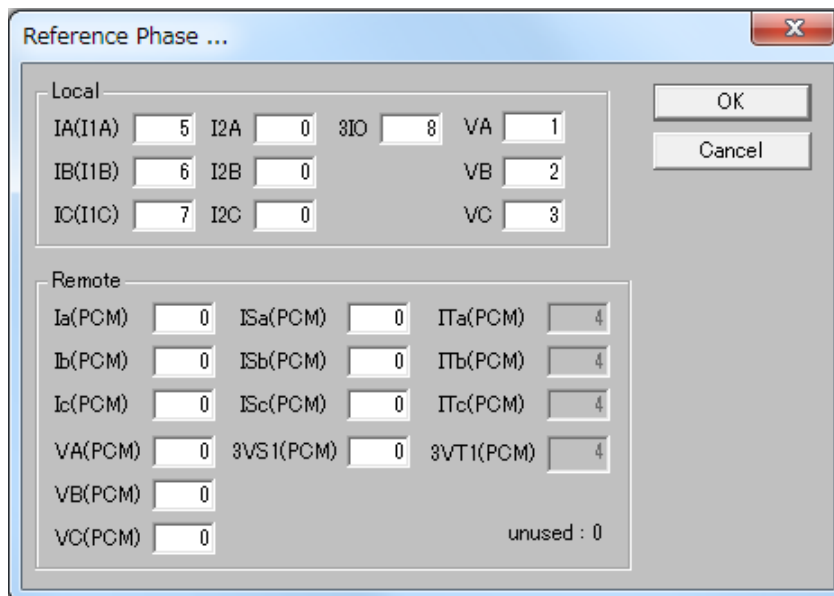 Reference Phase ...
Local
IA(I1A) 5 I2A 0 3IO 8 VA 1
IB(I1B) 6 I2B 0 VB 2
IC(I1C) 7 I2C 0 VC 3
OK
Cancel
Remote
Ia(PCM) 0 ISa(PCM) 0 ITa(PCM) 4
Ib(PCM) 0 ISb(PCM) 0 ITb(PCM) 4
Ic(PCM) 0 ISc(PCM) 0 ITc(PCM) 4
VA(PCM) 0 3VS1(PCM) 0 3VT1(PCM) 4
VB(PCM) 0
VC(PCM) 0
unused : 0